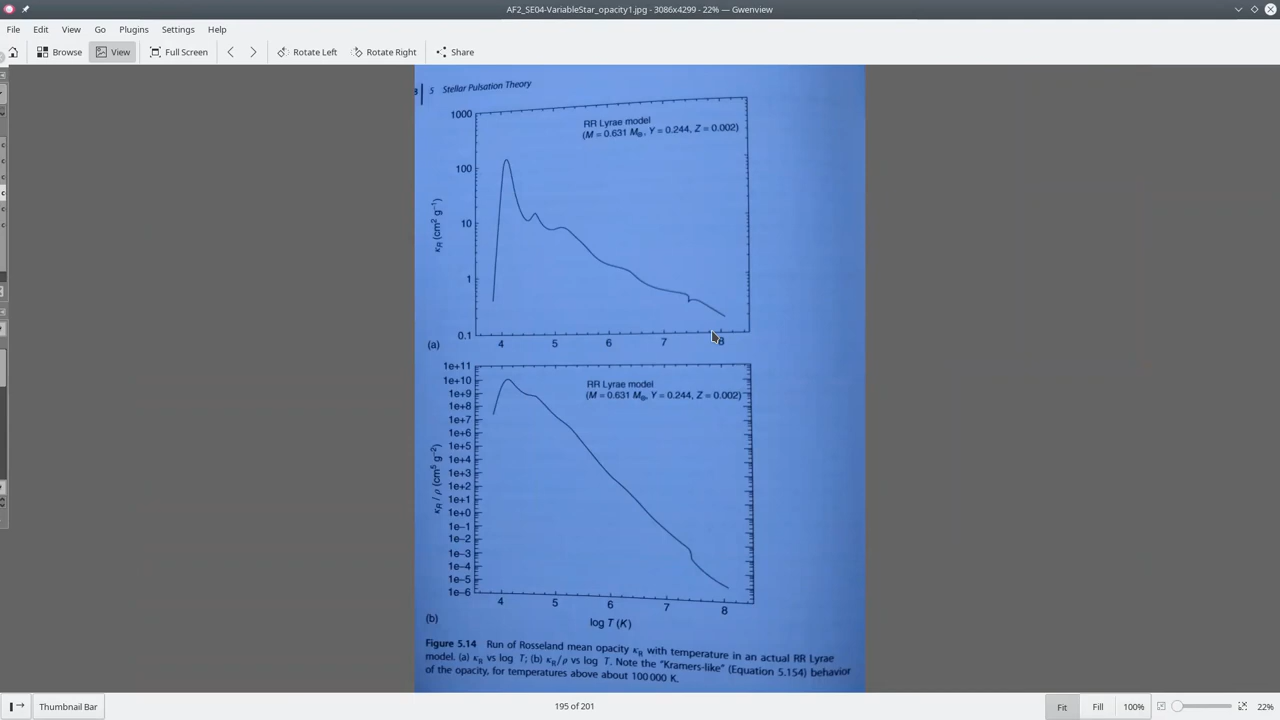 AF2_SE04-VariableStar_opacity1.jpg - 3086x4299 - 22% — Gwenview
File Edit View Go Plugins Settings Help
Browse View Full Screen Rotate Left Rotate Right Share
5 Stellar Pulsation Theory
1000
RR Lyrae model
(M = 0.631 M⊙, Y = 0.244, Z = 0.002)
100
κR (cm² g⁻¹)
10
1
0.1
4 5 6 7 8
(a)
1e+11
1e+10
RR Lyrae model
(M = 0.631 M⊙, Y = 0.244, Z = 0.002)
1e+9
1e+8
1e+7
1e+6
1e+5
1e+4
κR / ρ (cm⁵ g⁻²)
1e+3
1e+2
1e+1
1e+0
1e–1
1e–2
1e–3
1e–4
1e–5
1e–6
4 5 6 7 8
(b)
log T (K)
Figure 5.14 Run of Rosseland mean opacity κR with temperature in an actual RR Lyrae
model. (a) κR vs log T; (b) κR/ρ vs log T. Note the "Kramers-like" (Equation 5.154) behavior
of the opacity, for temperatures above about 100 000 K.
Thumbnail Bar 195 of 201 Fit Fill 100% 22%